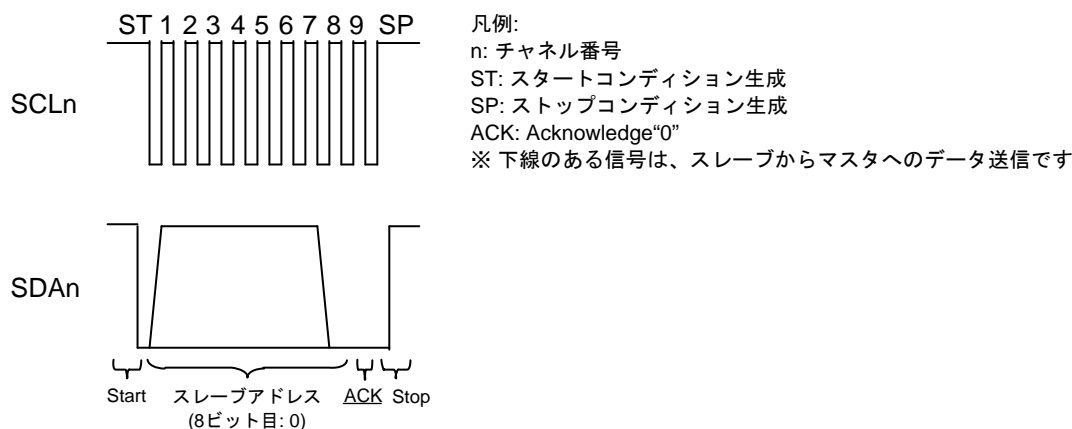 ST 1 2 3 4 5 6 7 8 9 SP
SCLn
凡例:
n: チャネル番号
ST: スタートコンディション生成
SP: ストップコンディション生成
ACK: Acknowledge“0”
※ 下線のある信号は、スレーブからマスタへのデータ送信です
SDAn
Start スレーブアドレス ACK Stop
(8ビット目: 0)